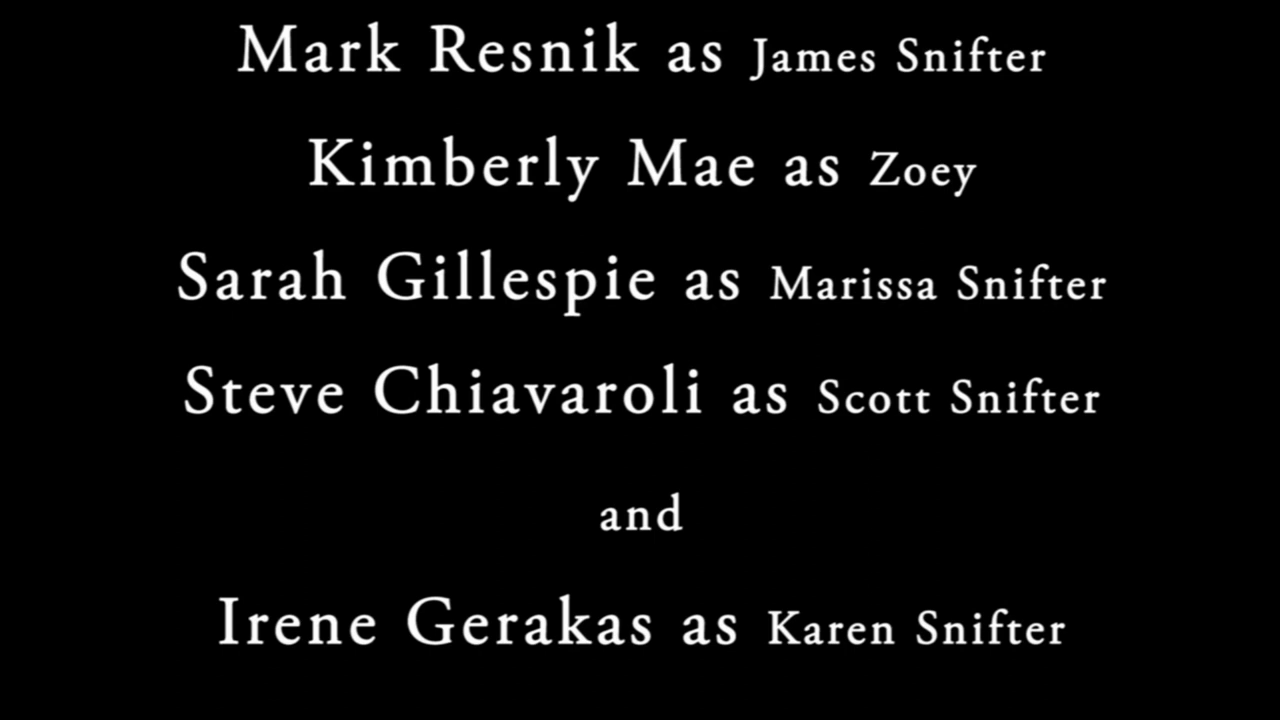 Mark Resnik as James Snifter
Kimberly Mae as Zoey
Sarah Gillespie as Marissa Snifter
Steve Chiavaroli as Scott Snifter
and
Irene Gerakas as Karen Snifter